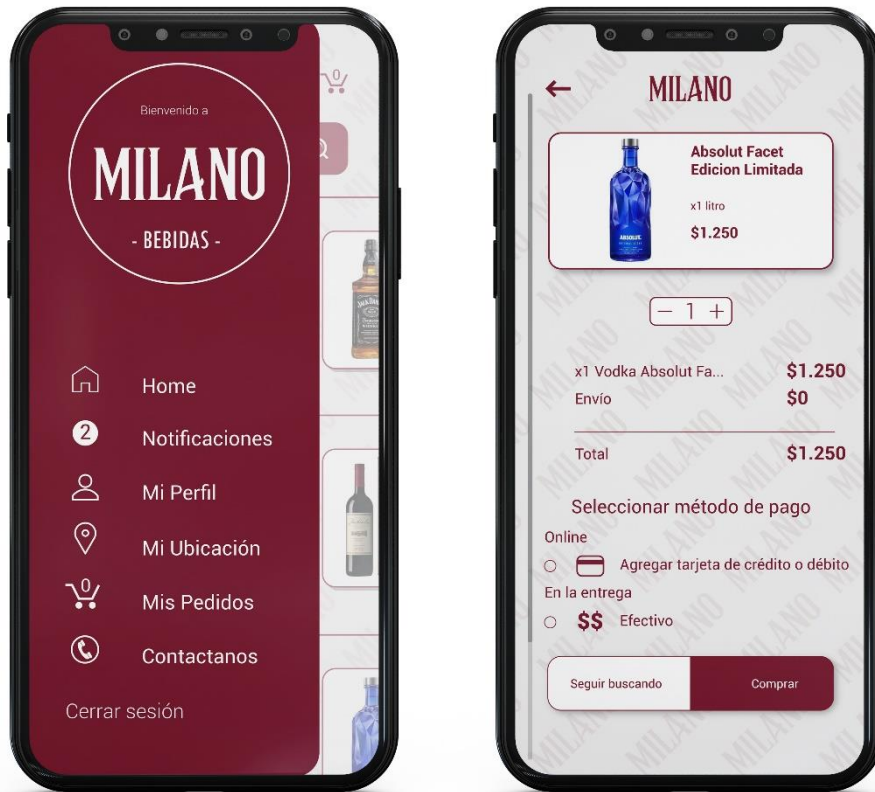 Bienvenido a
MILANO
- BEBIDAS -
0
Home
2
Notificaciones
Mi Perfil
Mi Ubicación
0
Mis Pedidos
Contactanos
Cerrar sesión
MILANO
Absolut Facet
Edicion Limitada
x1 litro
$1.250
ABSOLUT.
− 1 +
x1 Vodka Absolut Fa... $1.250
Envío $0
Total $1.250
Seleccionar método de pago
Online
Agregar tarjeta de crédito o débito
En la entrega
$$ Efectivo
Seguir buscando Comprar